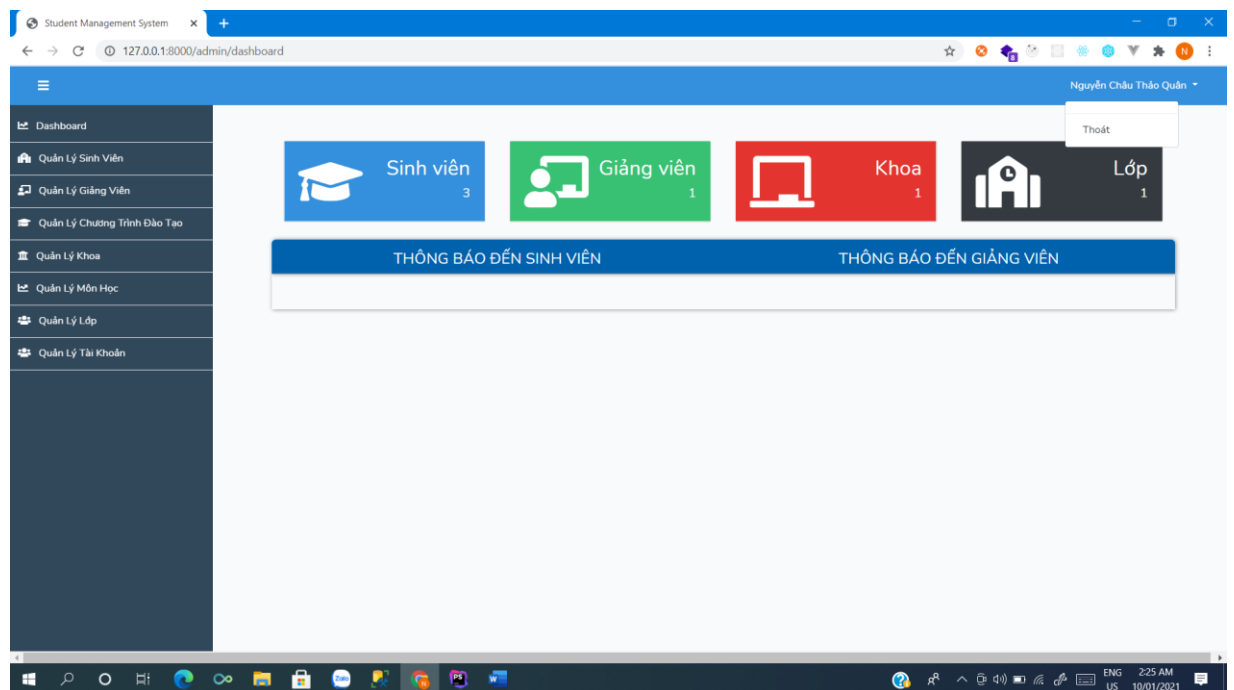 Student Management System
127.0.0.1:8000/admin/dashboard
N
Nguyễn Châu Thảo Quân
Thoát
Dashboard
Quản Lý Sinh Viên
Quản Lý Giảng Viên
Quản Lý Chương Trình Đào Tạo
Quản Lý Khoa
Quản Lý Môn Học
Quản Lý Lớp
Quản Lý Tài Khoản
Sinh viên
3
Giảng viên
1
Khoa
1
Lớp
1
THÔNG BÁO ĐẾN SINH VIÊN
THÔNG BÁO ĐẾN GIẢNG VIÊN
Zalo
PS
W
ENG
US
2:25 AM
10/01/2021